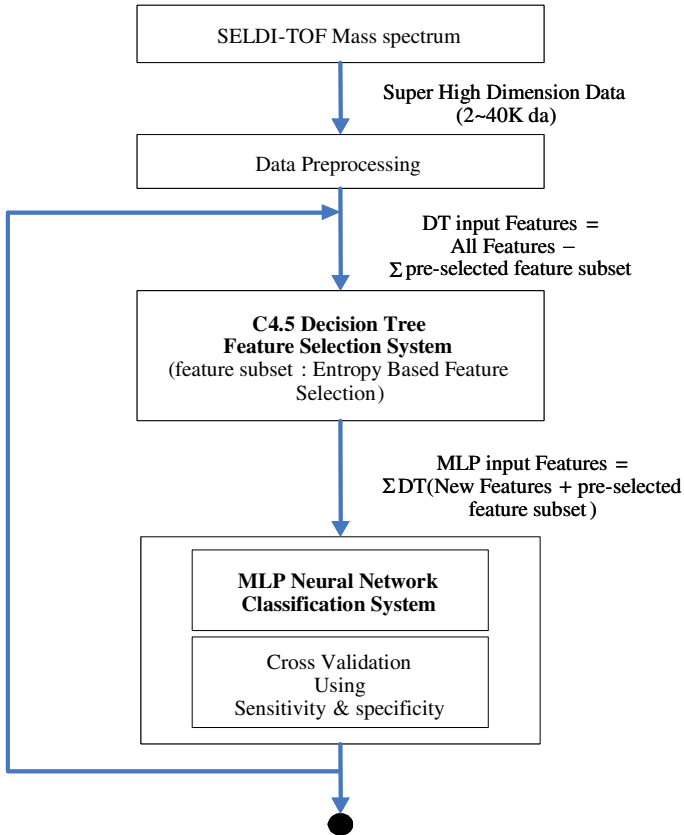 SELDI-TOF Mass spectrum
Super High Dimension Data
(2~40K da)
Data Preprocessing
DT input Features =
All Features −
Σ pre-selected feature subset
C4.5 Decision Tree
Feature Selection System
(feature subset : Entropy Based Feature
Selection)
MLP input Features =
ΣDT(New Features + pre-selected
feature subset)
MLP Neural Network
Classification System
Cross Validation
Using
Sensitivity & specificity